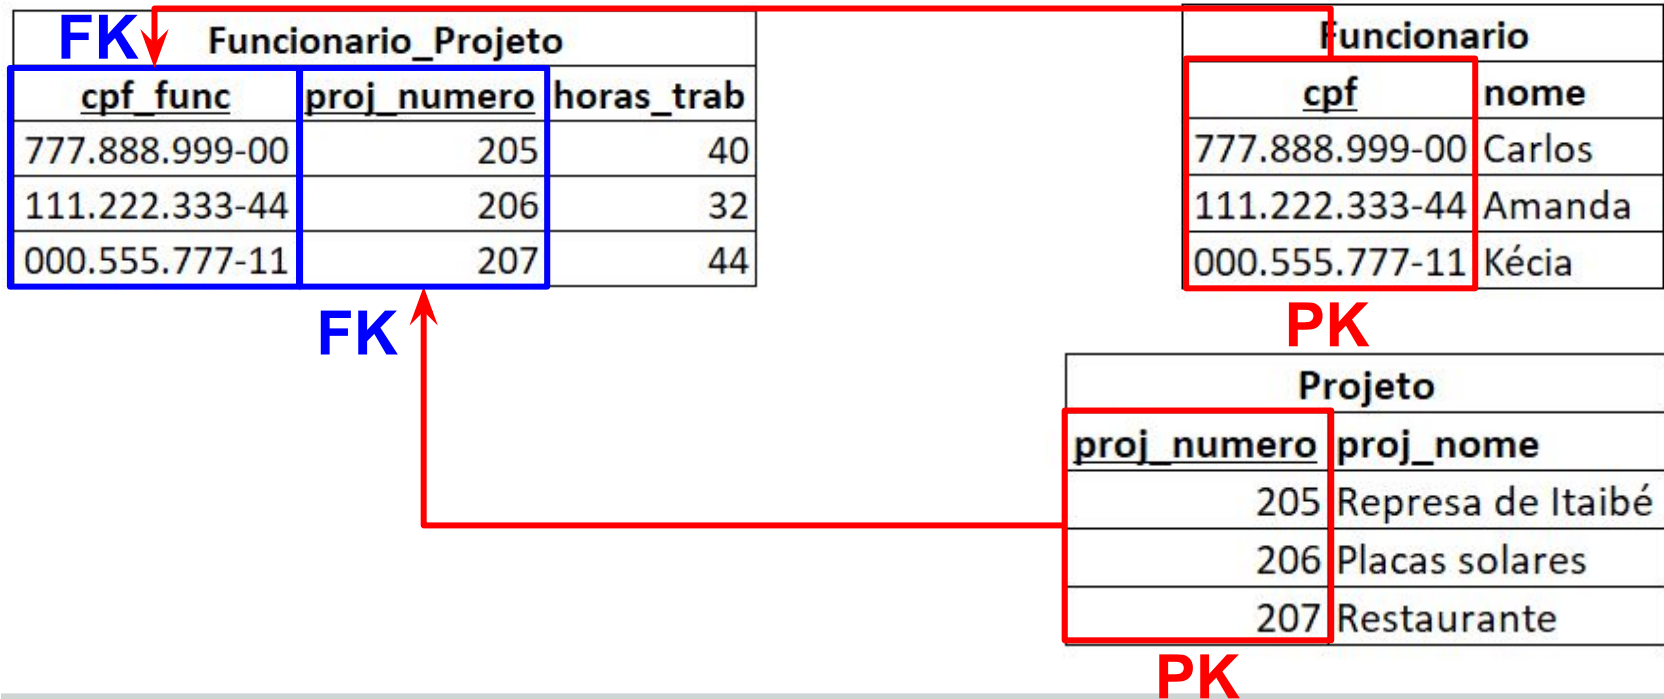 FK
Funcionario_Projeto
cpf_func proj_numero horas_trab
777.888.999-00 205 40
111.222.333-44 206 32
000.555.777-11 207 44
FK
Funcionario
cpf nome
777.888.999-00 Carlos
111.222.333-44 Amanda
000.555.777-11 Kécia
PK
Projeto
proj_numero proj_nome
205 Represa de Itaibé
206 Placas solares
207 Restaurante
PK